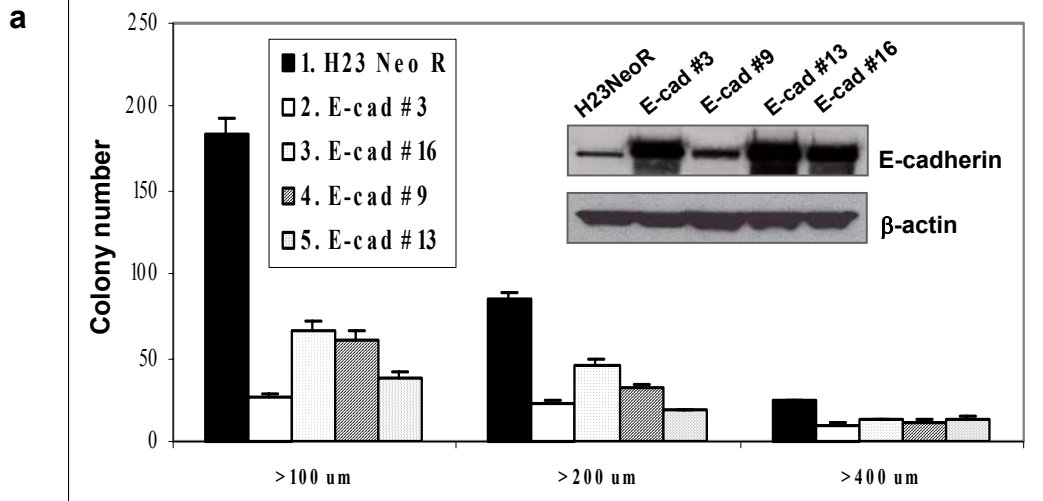 a
Colony number
250
200
150
100
50
0
1. H23 Neo R
2. E-cad #3
3. E-cad #16
4. E-cad #9
5. E-cad #13
H23NeoR E-cad #3 E-cad #9 E-cad #13 E-cad #16
E-cadherin
β-actin
>100 um >200 um >400 um